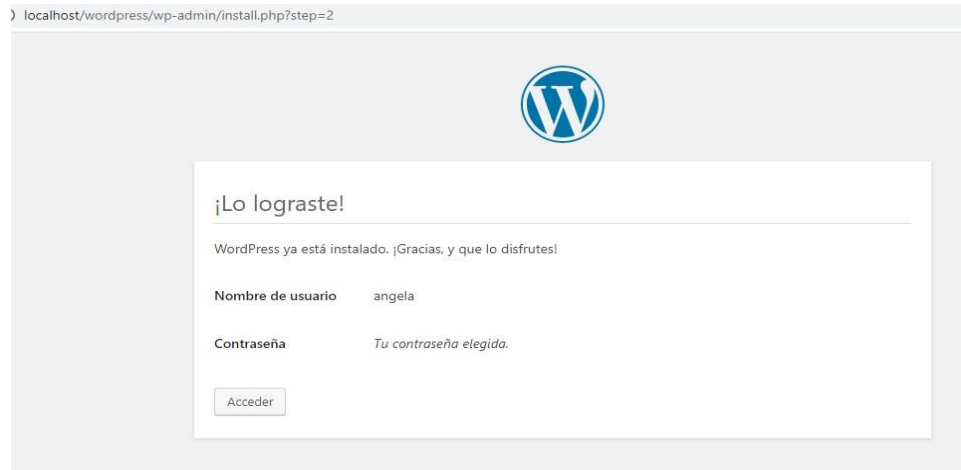 localhost/wordpress/wp-admin/install.php?step=2
W
¡Lo lograste!
WordPress ya está instalado. ¡Gracias, y que lo disfrutes!
Nombre de usuario angela
Contraseña Tu contraseña elegida.
Acceder